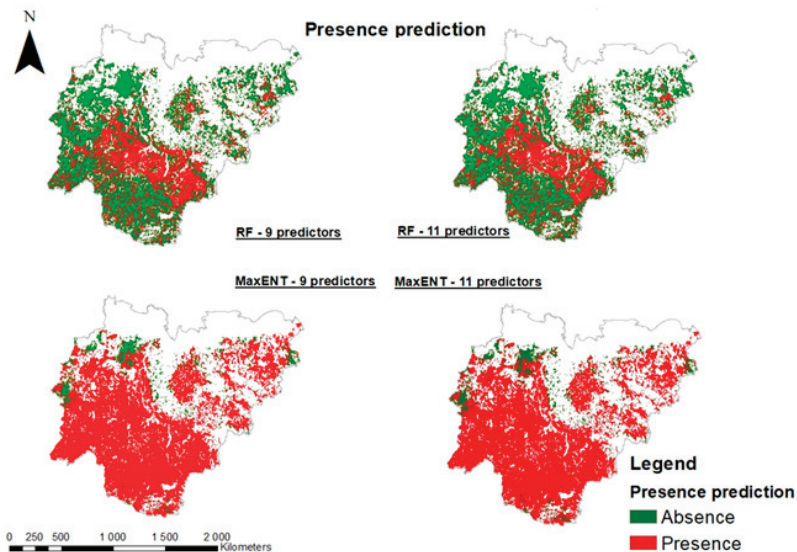 N
Presence prediction
RF - 9 predictors
RF - 11 predictors
MaxENT - 9 predictors
MaxENT - 11 predictors
Legend
Presence prediction
Absence
Presence
0 250 500 1 000 1 500 2 000
Kilometers